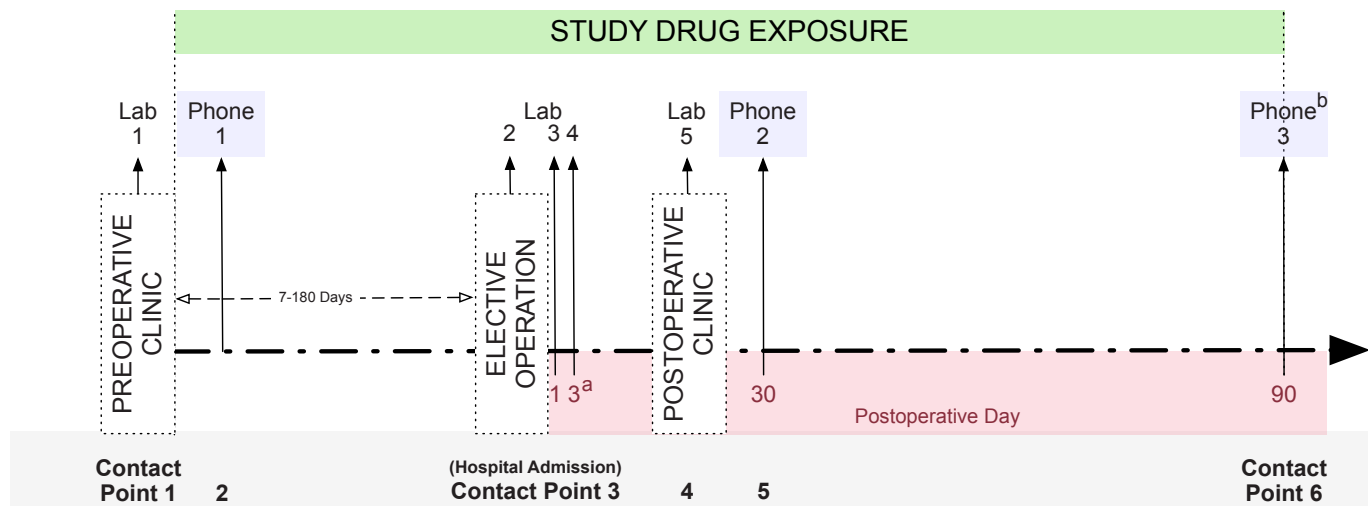 STUDY DRUG EXPOSURE
Lab
1
Phone
1
Lab
2 3 4
Lab
5
Phone
2
Phone b
3
PREOPERATIVE
CLINIC
7-180 Days
ELECTIVE
OPERATION
POSTOPERATIVE
CLINIC
1 3a
30
90
Postoperative Day
Contact
Point 1
2
(Hospital Admission)
Contact Point 3
4
5
Contact
Point 6